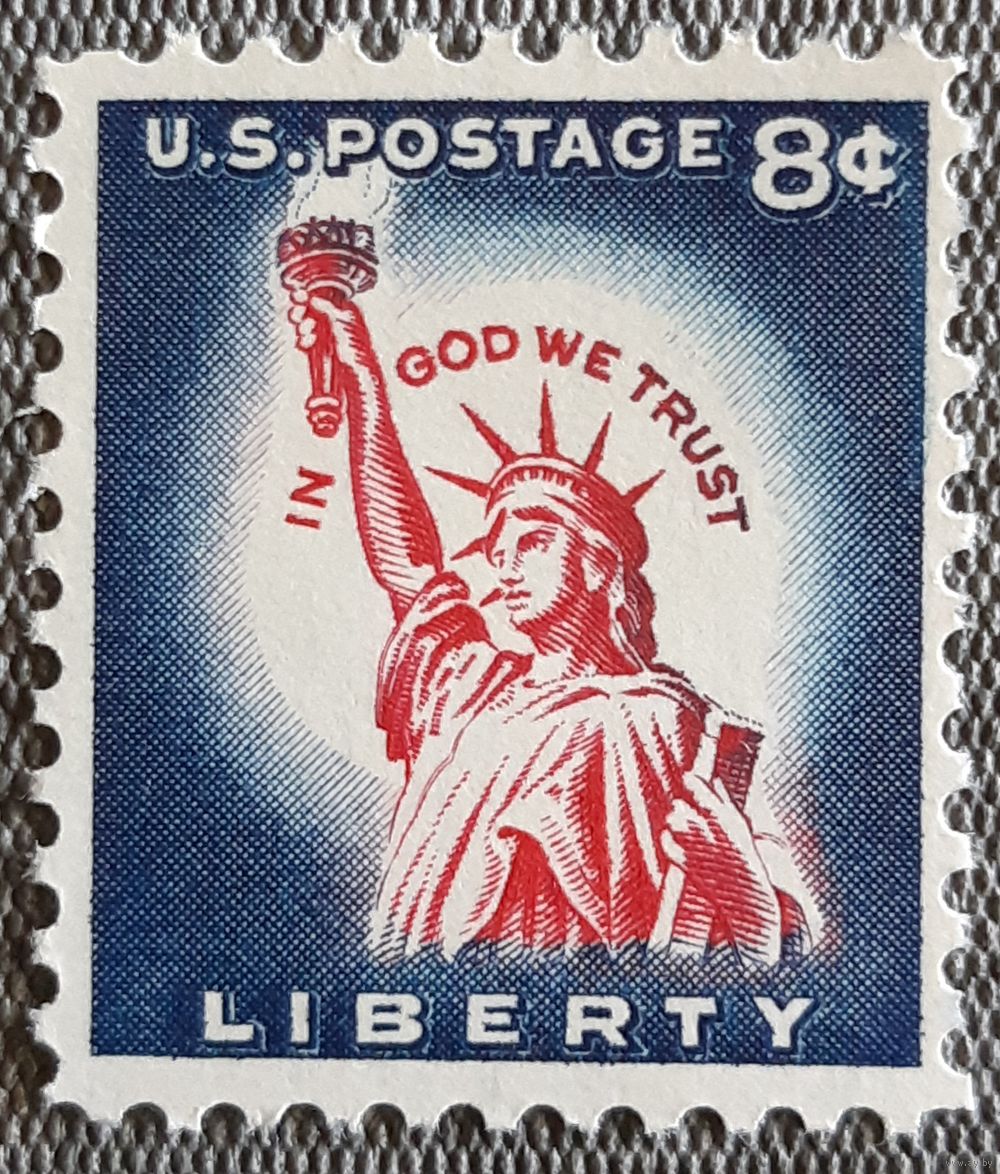 U.S. POSTAGE 8¢
IN GOD WE TRUST
LIBERTY